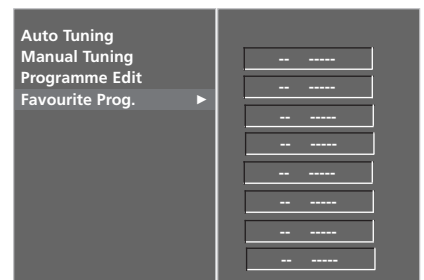 Auto Tuning
Manual Tuning
Programme Edit
Favourite Prog. ►
-- -----
-- -----
-- -----
-- -----
-- -----
-- -----
-- -----
-- -----